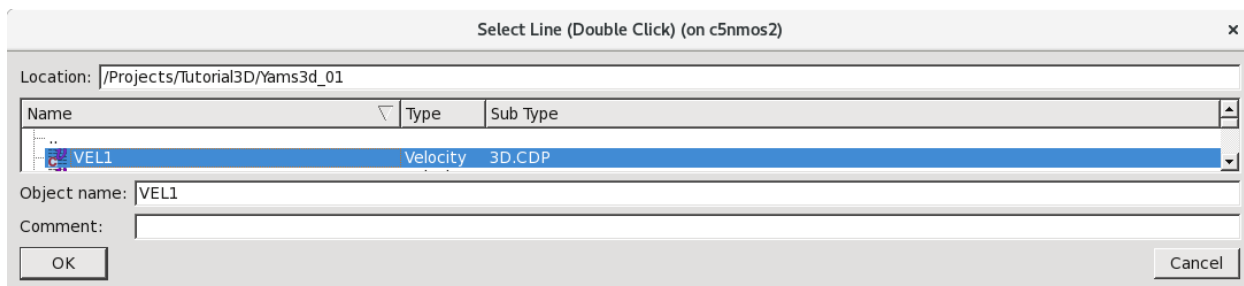 Select Line (Double Click) (on c5nmos2)
Location: /Projects/Tutorial3D/Yams3d_01
Name Type Sub Type
..
VEL1 Velocity 3D.CDP
Object name: VEL1
Comment:
OK Cancel